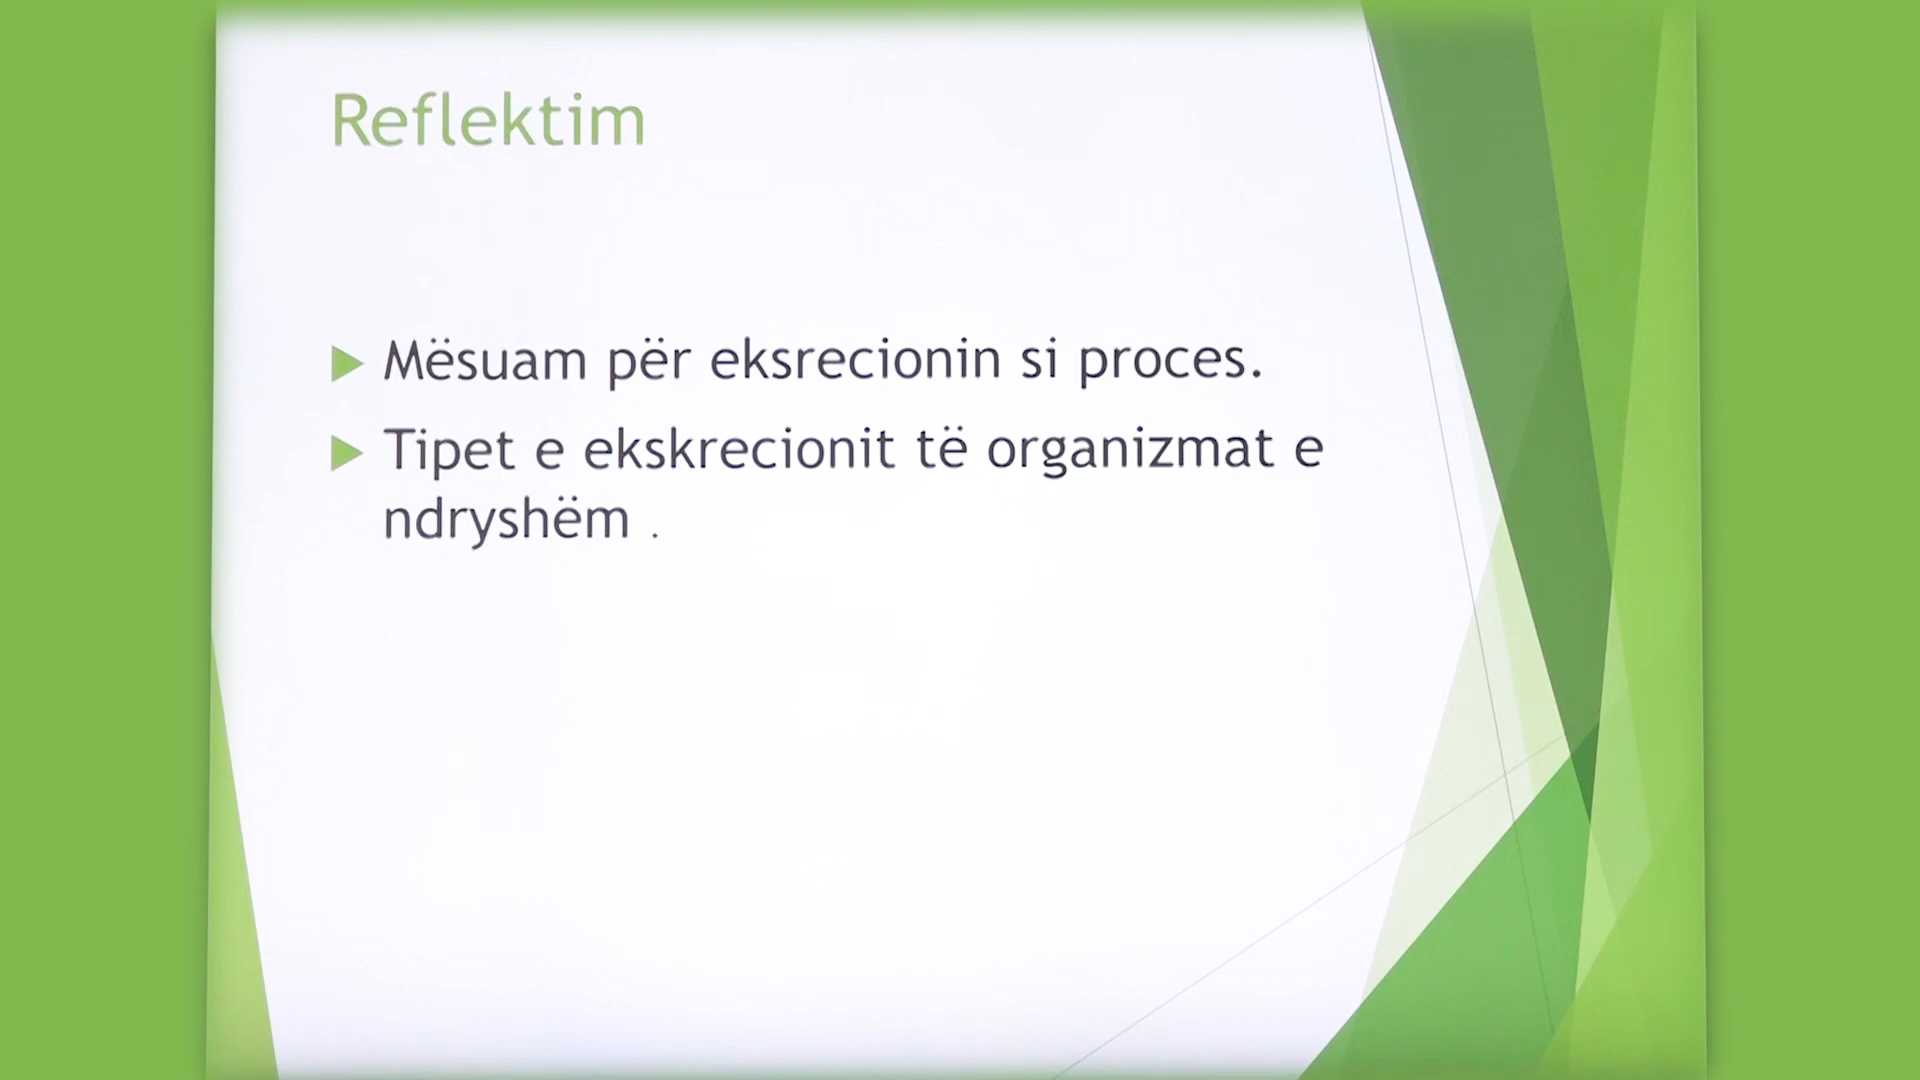 Reflektim
Mësuam për eksrecionin si proces.
Tipet e ekskrecionit të organizmat e
ndryshëm .